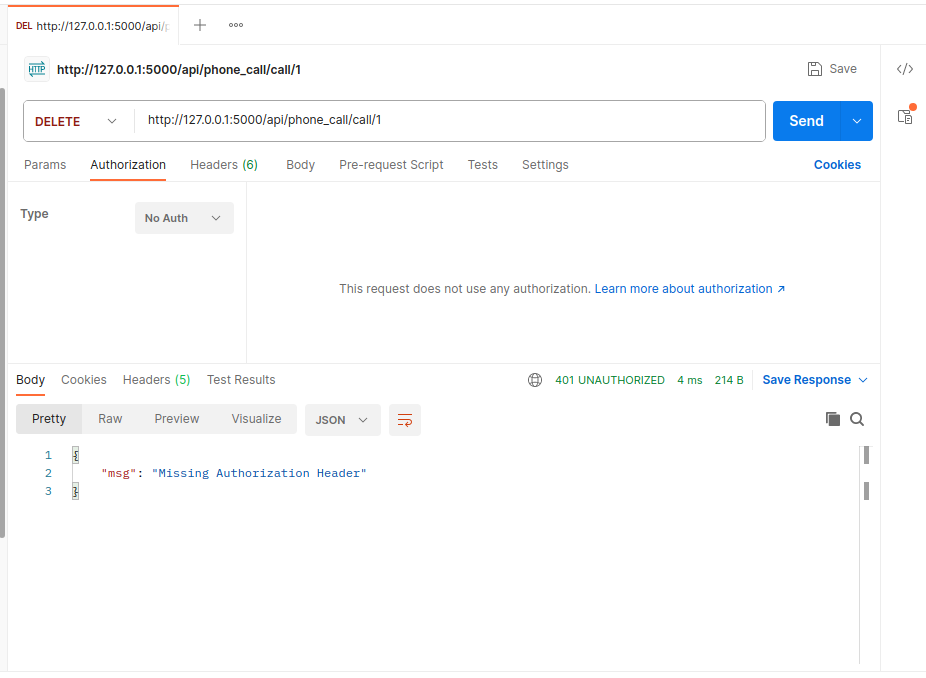 DEL http://127.0.0.1:5000/api/p
HTTP http://127.0.0.1:5000/api/phone_call/call/1 Save
DELETE http://127.0.0.1:5000/api/phone_call/call/1 Send
Params Authorization Headers (6) Body Pre-request Script Tests Settings Cookies
Type No Auth
This request does not use any authorization. Learn more about authorization ↗
Body Cookies Headers (5) Test Results 401 UNAUTHORIZED 4 ms 214 B Save Response
Pretty Raw Preview Visualize JSON
1 {
2 "msg": "Missing Authorization Header"
3 }